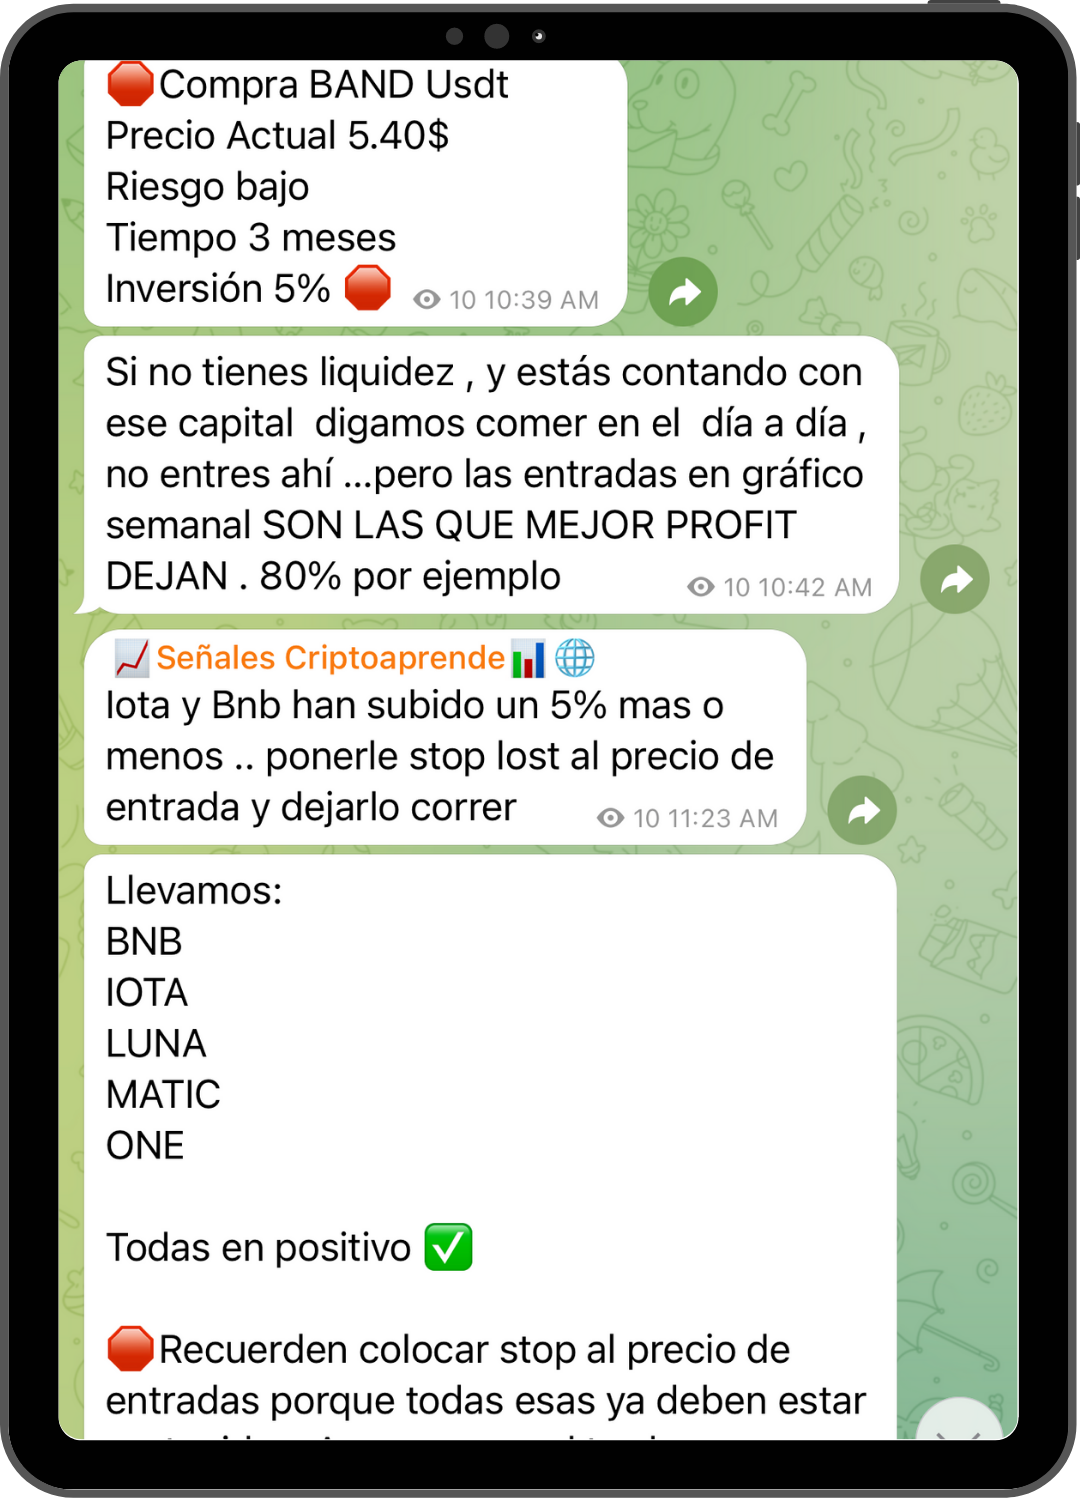 🛑Compra BAND Usdt
Precio Actual 5.40$
Riesgo bajo
Tiempo 3 meses
Inversión 5% 🛑 10 10:39 AM
Si no tienes liquidez , y estás contando con
ese capital  digamos comer en el  día a día ,
no entres ahí ...pero las entradas en gráfico
semanal SON LAS QUE MEJOR PROFIT
DEJAN . 80% por ejemplo 10 10:42 AM
📈Señales Criptoaprende📊🌐
Iota y Bnb han subido un 5% mas o
menos .. ponerle stop lost al precio de
entrada y dejarlo correr 10 11:23 AM
Llevamos:
BNB
IOTA
LUNA
MATIC
ONE
Todas en positivo ✅
🛑Recuerden colocar stop al precio de
entradas porque todas esas ya deben estar